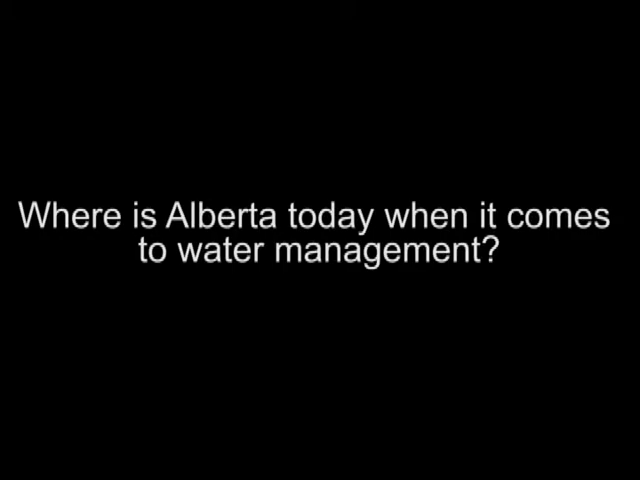 Where is Alberta today when it comes
to water management?